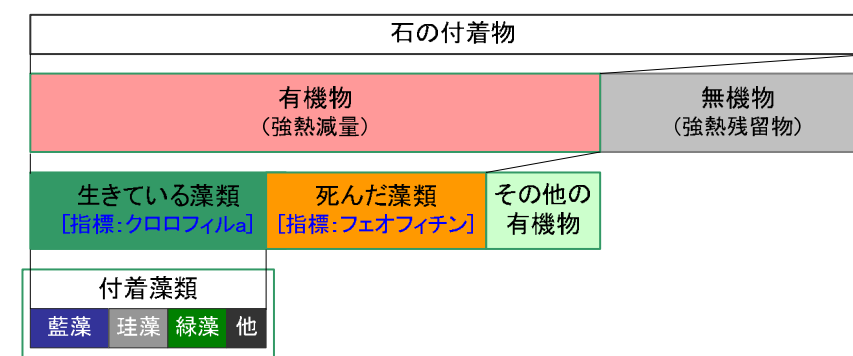 石の付着物
有機物
(強熱減量)
無機物
(強熱残留物)
生きている藻類
[指標:クロロフィルa]
死んだ藻類
[指標:フェオフィチン]
その他の
有機物
付着藻類
藍藻
珪藻
緑藻
他